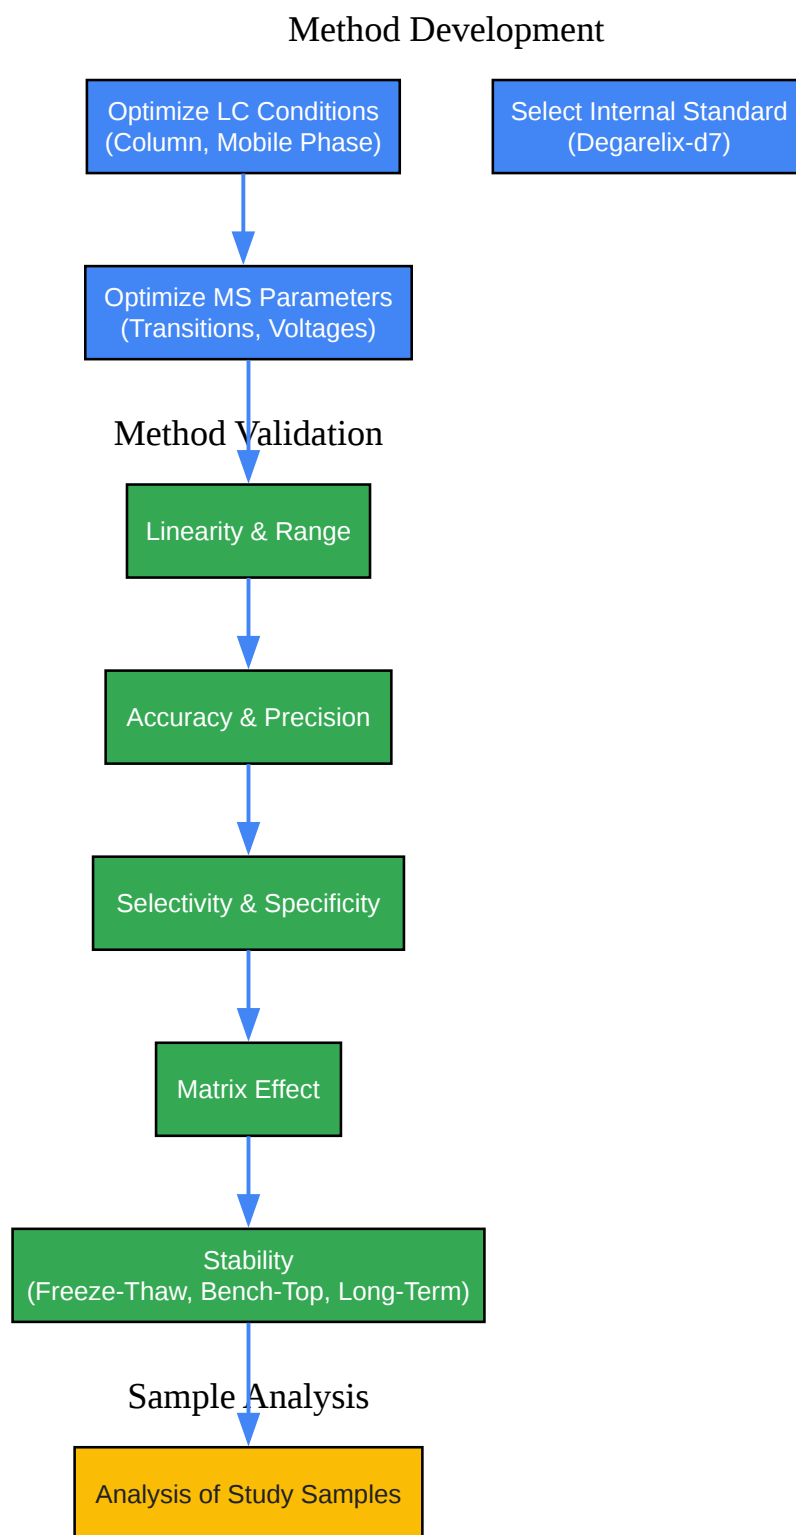 Method Development
Optimize LC Conditions
(Column, Mobile Phase)
Select Internal Standard
(Degarelix-d7)
Optimize MS Parameters
(Transitions, Voltages)
Method Validation
Linearity & Range
Accuracy & Precision
Selectivity & Specificity
Matrix Effect
Stability
(Freeze-Thaw, Bench-Top, Long-Term)
Sample Analysis
Analysis of Study Samples